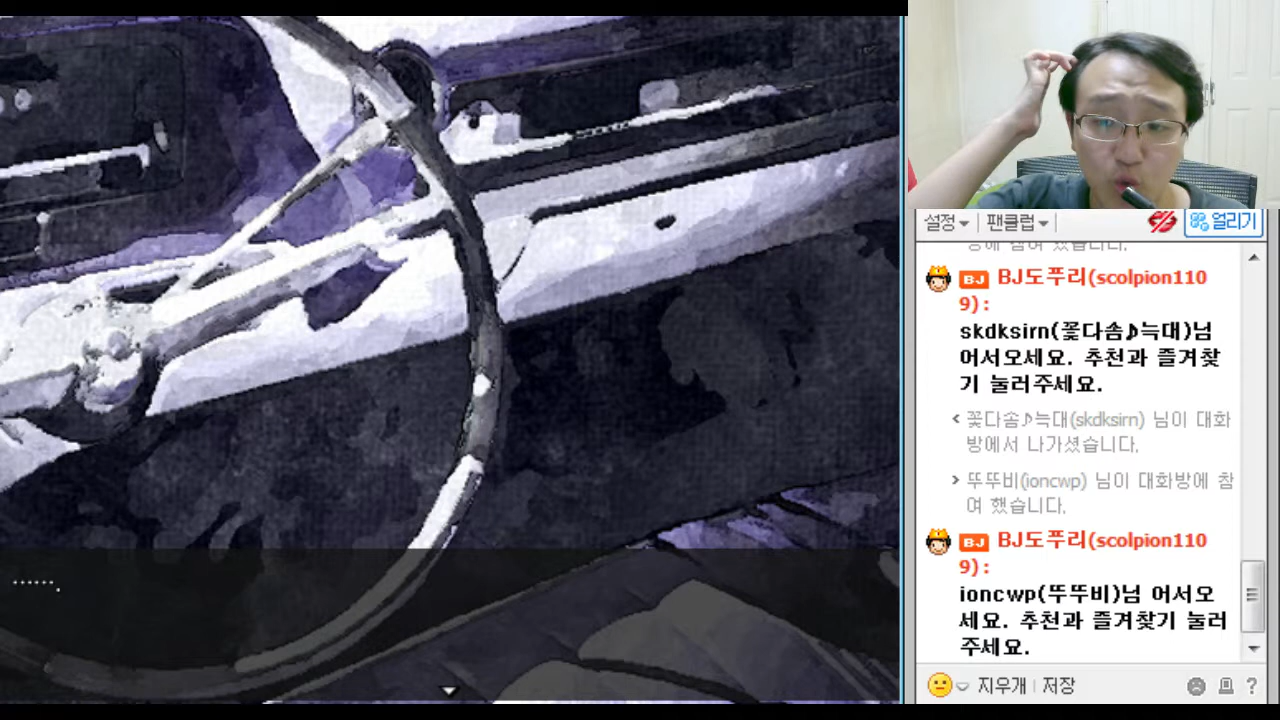 설정
팬클럽
열리기
BJ BJ도푸리(scolpion110
9) :
skdksirn(꽃다솜♪늑대)님
어서오세요. 추천과 즐겨찾
기 눌러주세요.
< 꽃다솜♪늑대(skdksirn) 님이 대화
방에서 나가셨습니다.
> 뚜뚜비(ioncwp) 님이 대화방에 참
여 했습니다.
BJ BJ도푸리(scolpion110
9) :
ioncwp(뚜뚜비)님 어서오
세요. 추천과 즐겨찾기 눌러
주세요.
.......
지우개 | 저장